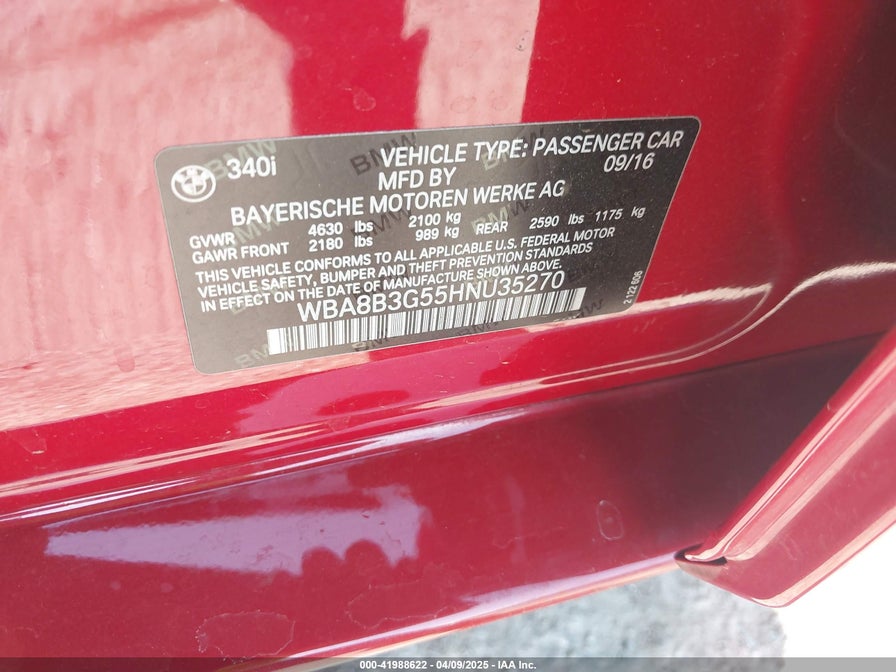 340i VEHICLE TYPE: PASSENGER CAR
MFD BY 09/16
BAYERISCHE MOTOREN WERKE AG
GVWR 4630 lbs 2100 kg
GAWR FRONT 2180 lbs 989 kg REAR 2590 lbs 1175 kg
THIS VEHICLE CONFORMS TO ALL APPLICABLE U.S. FEDERAL MOTOR
VEHICLE SAFETY, BUMPER AND THEFT PREVENTION STANDARDS
IN EFFECT ON THE DATE OF MANUFACTURE SHOWN ABOVE.
WBA8B3G55HNU35270
2 122 606
000-41988622 - 04/09/2025 - IAA Inc.